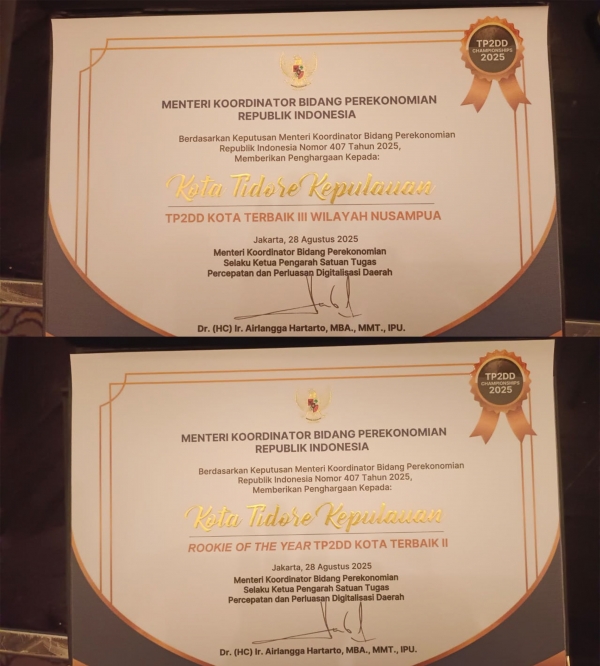 TP2DD
CHAMPIONSHIPS
2025
MENTERI KOORDINATOR BIDANG PEREKONOMIAN
REPUBLIK INDONESIA
Berdasarkan Keputusan Menteri Koordinator Bidang Perekonomian
Republik Indonesia Nomor 407 Tahun 2025,
Memberikan Penghargaan Kepada:
Kota Tidore Kepulauan
TP2DD KOTA TERBAIK III WILAYAH NUSAMPUA
Jakarta, 28 Agustus 2025
Menteri Koordinator Bidang Perekonomian
Selaku Ketua Pengarah Satuan Tugas
Percepatan dan Perluasan Digitalisasi Daerah
Dr. (HC) Ir. Airlangga Hartarto, MBA., MMT., IPU.
TP2DD
CHAMPIONSHIPS
2025
MENTERI KOORDINATOR BIDANG PEREKONOMIAN
REPUBLIK INDONESIA
Berdasarkan Keputusan Menteri Koordinator Bidang Perekonomian
Republik Indonesia Nomor 407 Tahun 2025,
Memberikan Penghargaan Kepada:
Kota Tidore Kepulauan
ROOKIE OF THE YEAR TP2DD KOTA TERBAIK II
Jakarta, 28 Agustus 2025
Menteri Koordinator Bidang Perekonomian
Selaku Ketua Pengarah Satuan Tugas
Percepatan dan Perluasan Digitalisasi Daerah
Dr. (HC) Ir. Airlangga Hartarto, MBA., MMT., IPU.